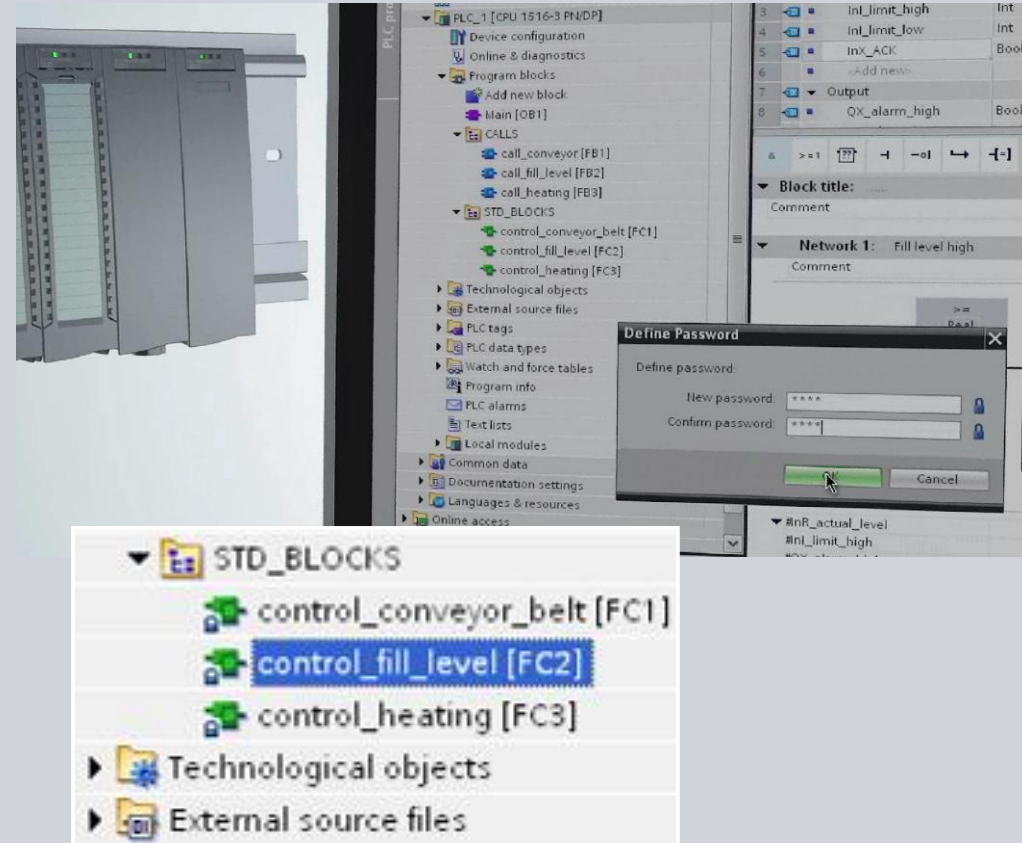 PLC pro
PLC_1 [CPU 1516-3 PN/DP]
Device configuration
Online & diagnostics
Program blocks
Add new block
Main [OB1]
CALLS
call_conveyor [FB1]
call_fill_level [FB2]
call_heating [FB3]
STD_BLOCKS
control_conveyor_belt [FC1]
control_fill_level [FC2]
control_heating [FC3]
Technological objects
External source files
PLC tags
PLC data types
Watch and force tables
Program info
PLC alarms
Text lists
Local modules
Common data
Documentation settings
Languages & resources
Online access
3 InI_limit_high Int
4 InI_limit_low Int
5 InX_ACK Bool
6 <Add new>
7 Output
8 QX_alarm_high Bool
& >=1 ??
Block title: ......
Comment
Network 1: Fill level high
Comment
>=
Real
Define Password
Define password:
New password: ****
Confirm password: ****
OK Cancel
#InR_actual_level
#InI_limit_high
STD_BLOCKS
control_conveyor_belt [FC1]
control_fill_level [FC2]
control_heating [FC3]
Technological objects
External source files